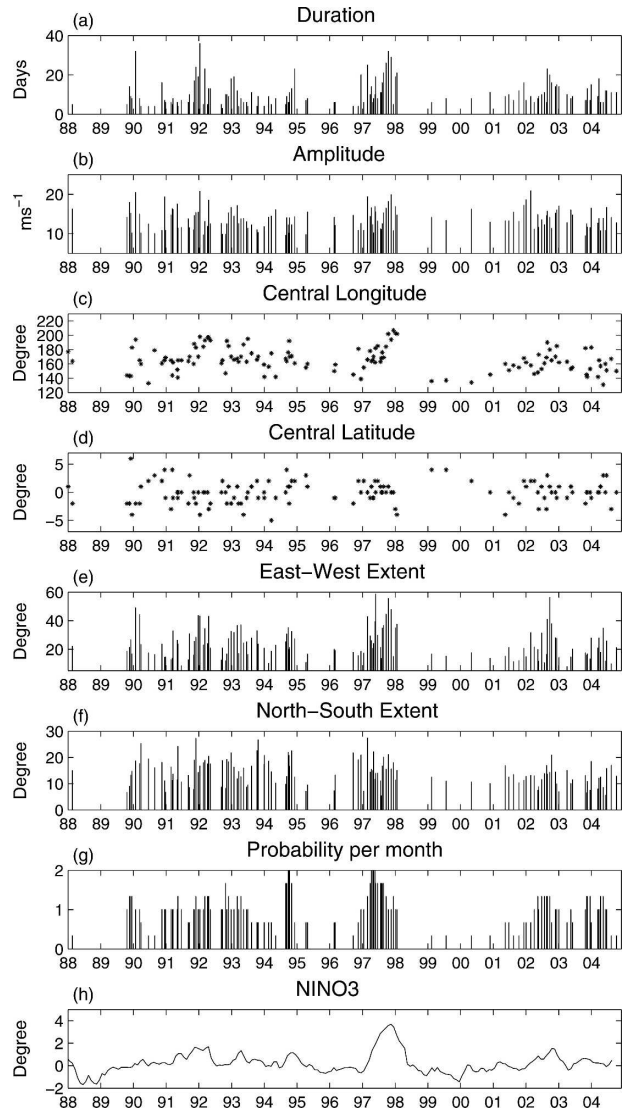 (a) Duration
Days
40
20
0
88 89 90 91 92 93 94 95 96 97 98 99 00 01 02 03 04
(b) Amplitude
ms⁻¹
20
10
88 89 90 91 92 93 94 95 96 97 98 99 00 01 02 03 04
(c) Central Longitude
Degree
220
200
180
160
140
120
88 89 90 91 92 93 94 95 96 97 98 99 00 01 02 03 04
(d) Central Latitude
Degree
5
0
−5
88 89 90 91 92 93 94 95 96 97 98 99 00 01 02 03 04
(e) East−West Extent
Degree
60
40
20
88 89 90 91 92 93 94 95 96 97 98 99 00 01 02 03 04
(f) North−South Extent
Degree
30
20
10
0
88 89 90 91 92 93 94 95 96 97 98 99 00 01 02 03 04
(g) Probability per month
2
1
0
88 89 90 91 92 93 94 95 96 97 98 99 00 01 02 03 04
(h) NINO3
Degree
4
2
0
−2
88 89 90 91 92 93 94 95 96 97 98 99 00 01 02 03 04